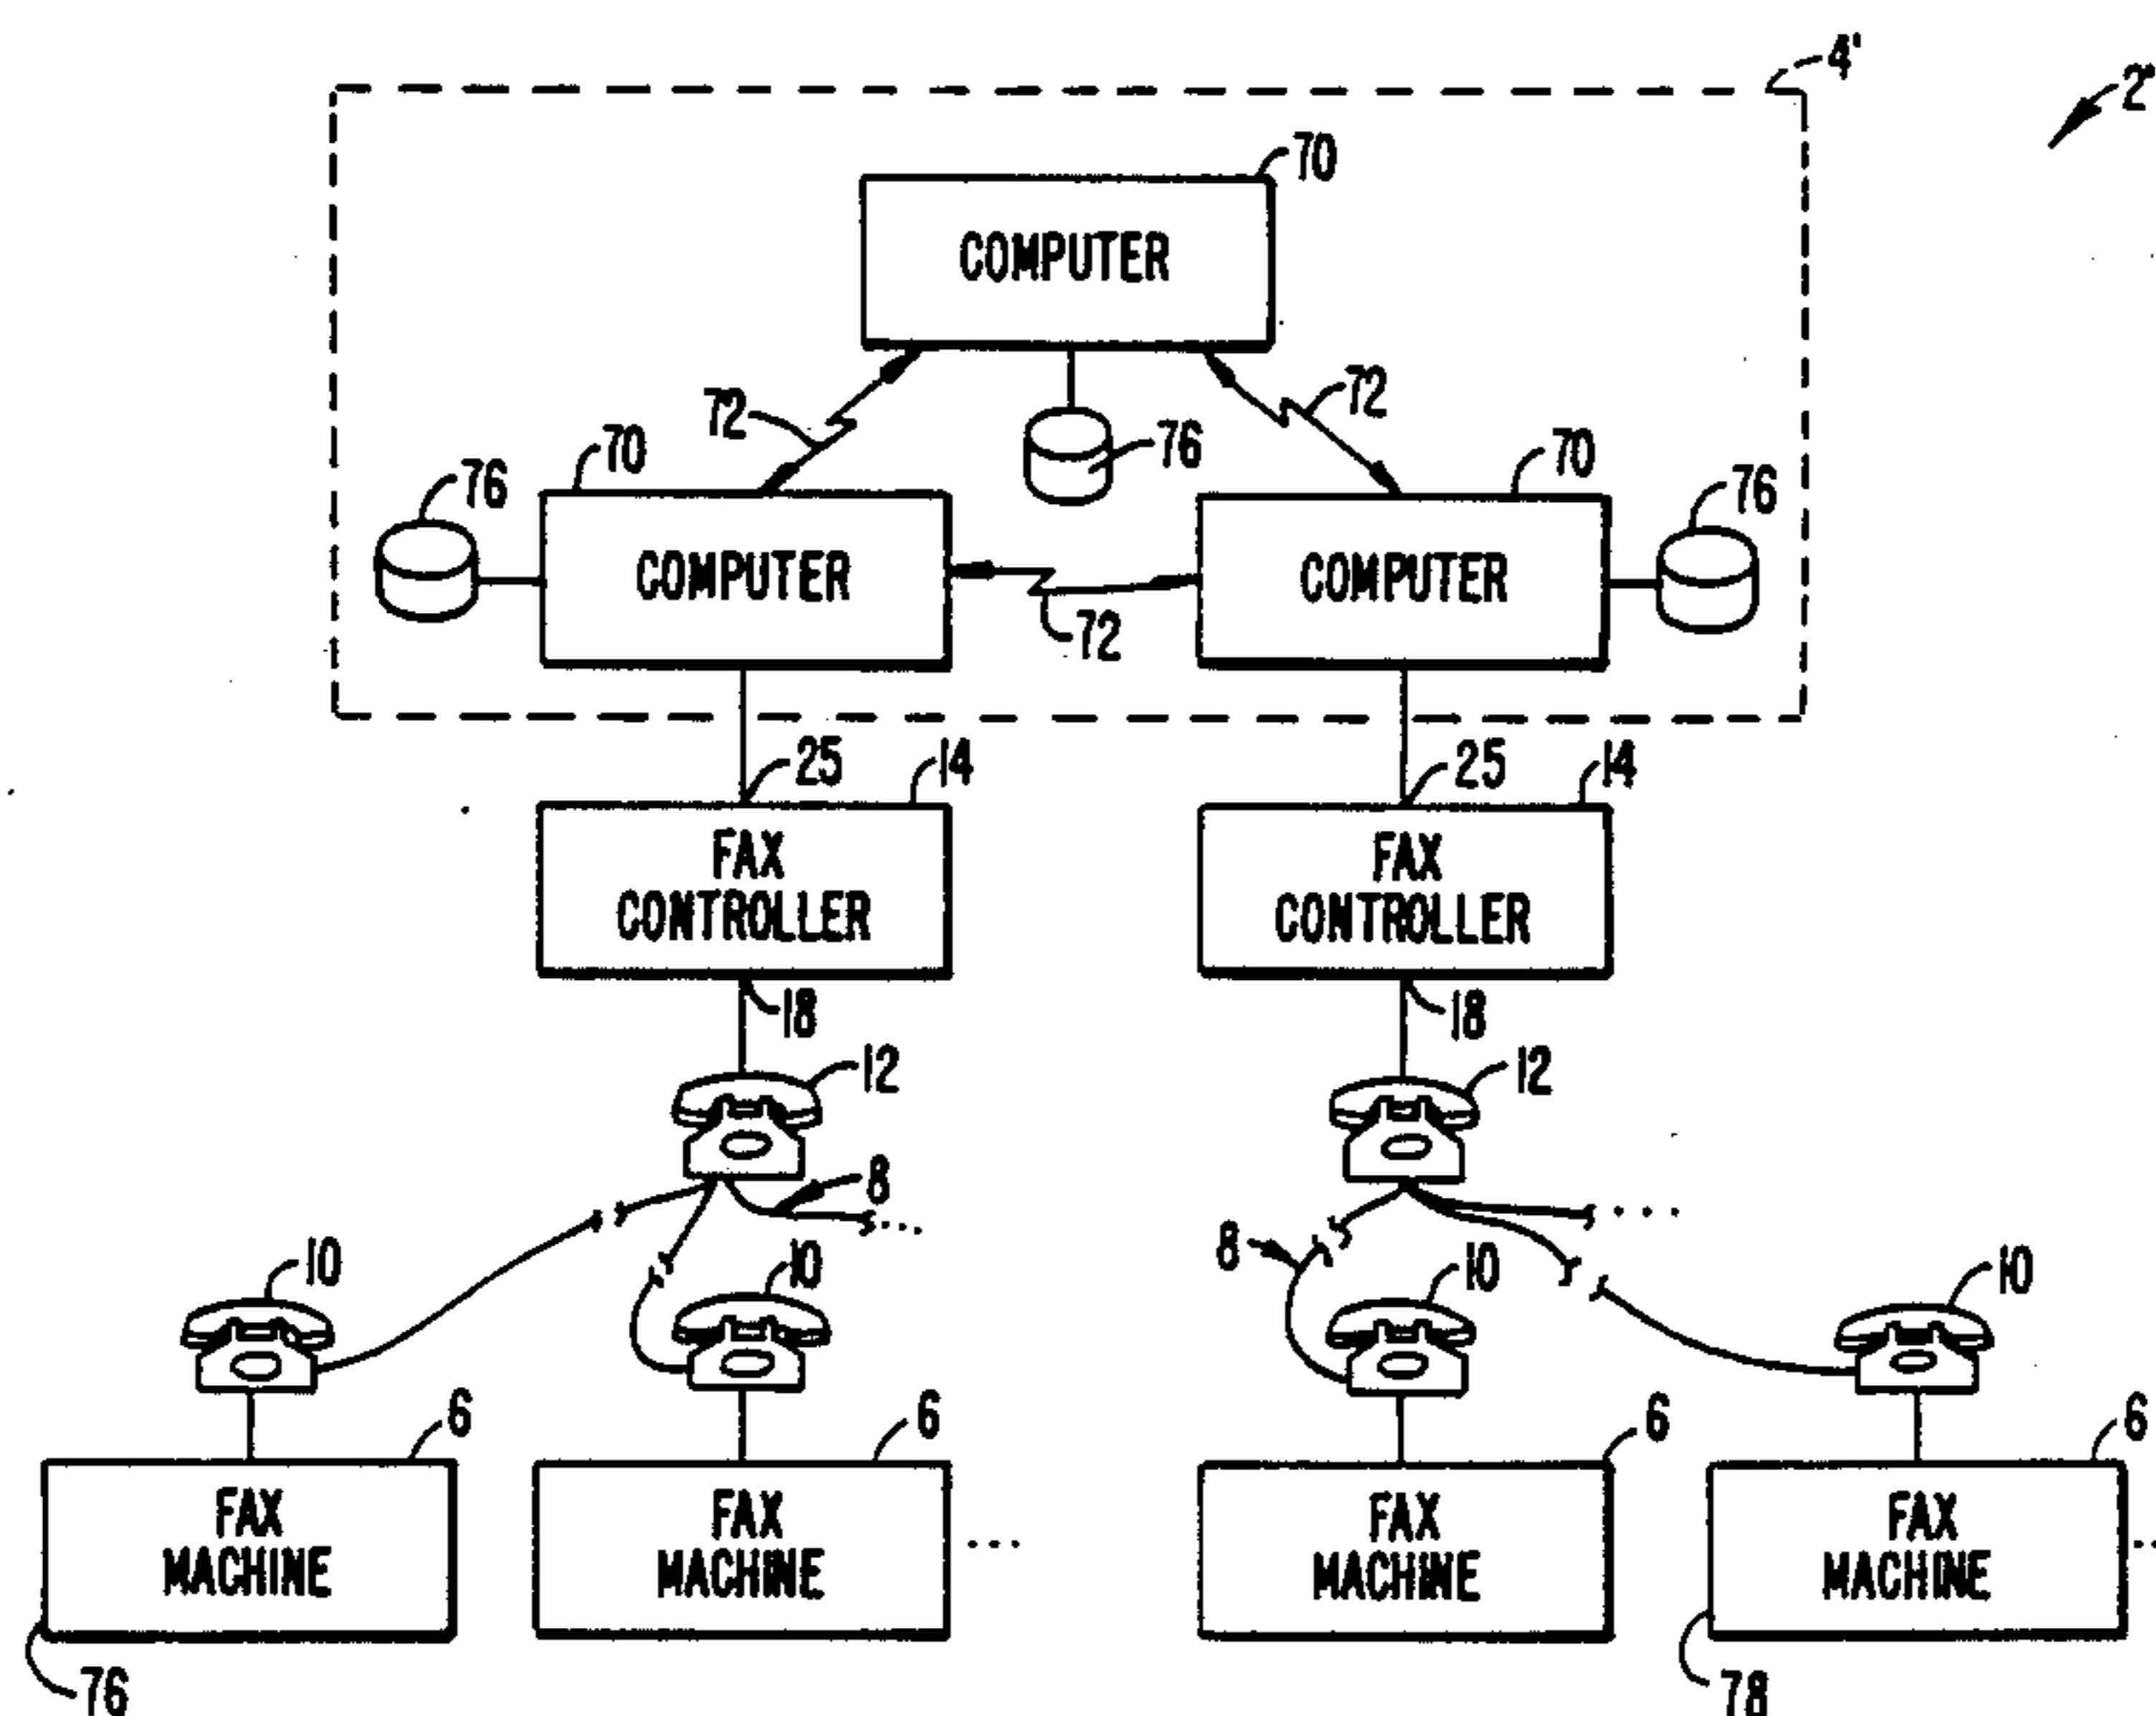 4'
2'
70
COMPUTER
72
76
72
76
70
70
76
COMPUTER
COMPUTER
72
25
14
25
14
FAX
CONTROLLER
FAX
CONTROLLER
18
18
12
12
8
8
10
10
10
10
6
6
6
6
FAX
MACHINE
FAX
MACHINE
....
FAX
MACHINE
FAX
MACHINE
76
78